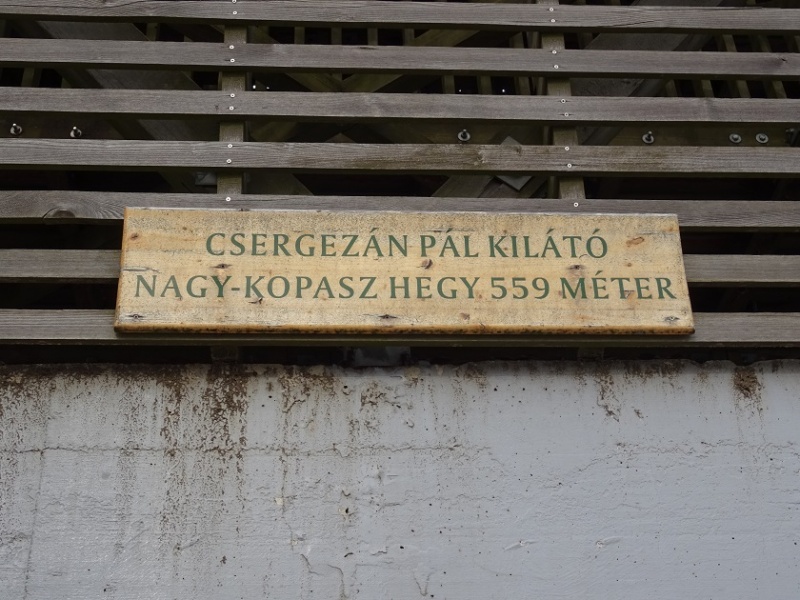 CSERGEZÁN PÁL KILÁTÓ
NAGY-KOPASZ HEGY 559 MÉTER